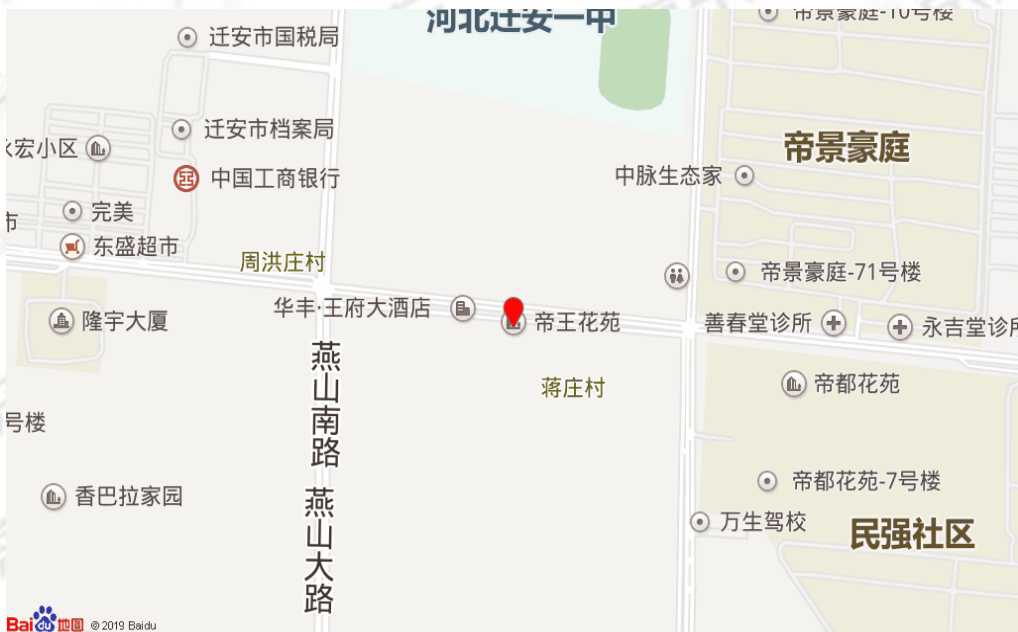 河北迁安一中
帝景豪庭-10号楼
迁安市国税局
迁安市档案局
永宏小区
帝景豪庭
中国工商银行
中脉生态家
完美
市
东盛超市
周洪庄村
帝景豪庭-71号楼
华丰·王府大酒店
隆宇大厦
帝王花苑
善春堂诊所
永吉堂诊所
燕山南路
蒋庄村
帝都花苑
号楼
帝都花苑-7号楼
香巴拉家园
燕山大路
万生驾校
民强社区
Bai du 地图 © 2019 Baidu